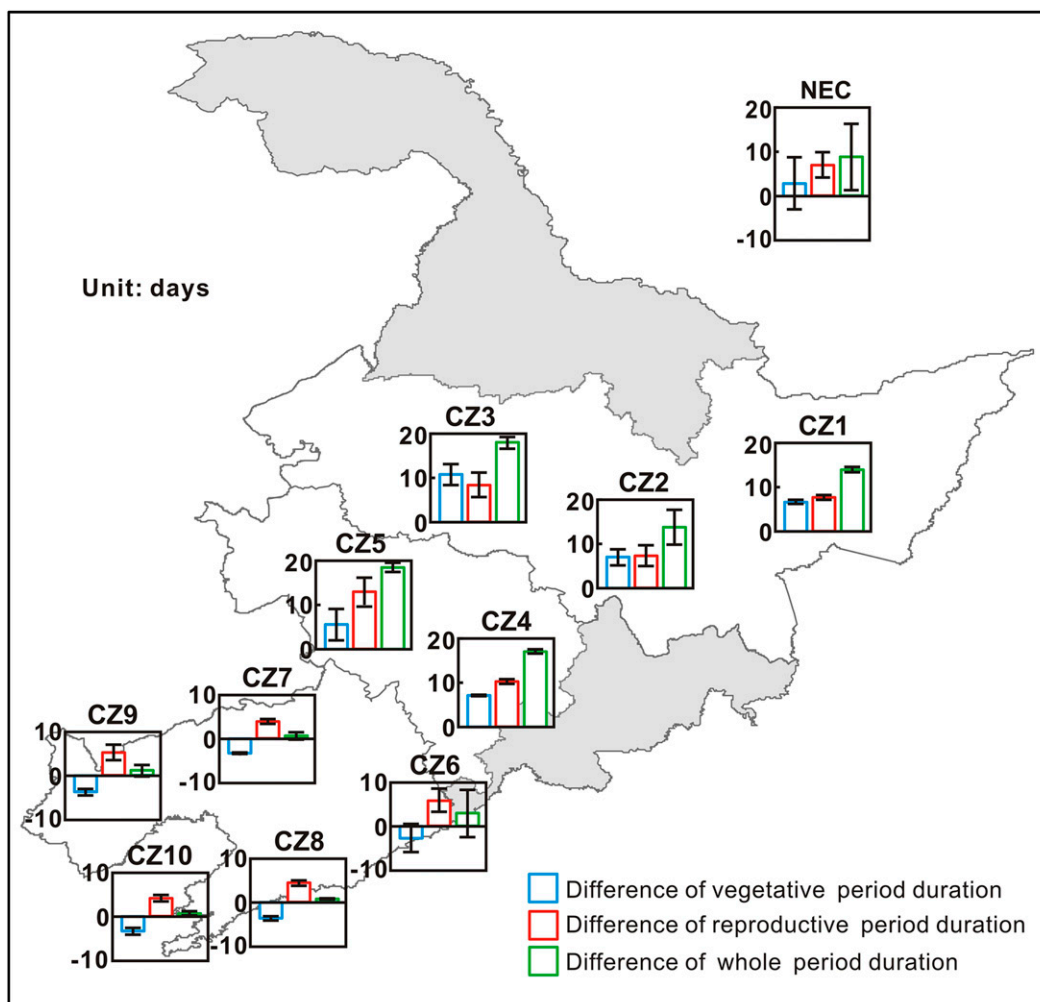 NEC
20
10
0
-10
Unit: days
CZ3
20
10
0
CZ1
20
10
0
CZ2
20
10
0
CZ5
20
10
0
CZ4
20
10
0
CZ7
10
0
-10
CZ9
10
0
-10
CZ6
10
0
-10
CZ10
10
0
-10
CZ8
10
0
-10
Difference of vegetative period duration
Difference of reproductive period duration
Difference of whole period duration